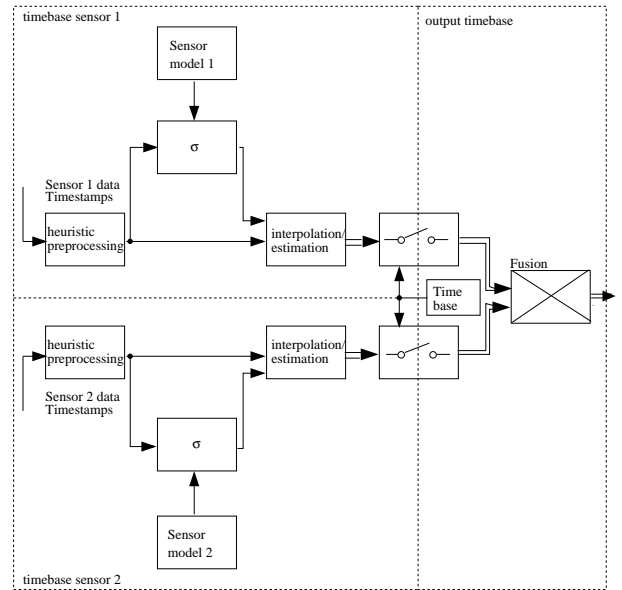 timebase sensor 1
output timebase
Sensor
model 1
σ
Sensor 1 data
Timestamps
heuristic
preprocessing
interpolation/
estimation
Fusion
Time
base
heuristic
preprocessing
interpolation/
estimation
Sensor 2 data
Timestamps
σ
Sensor
model 2
timebase sensor 2